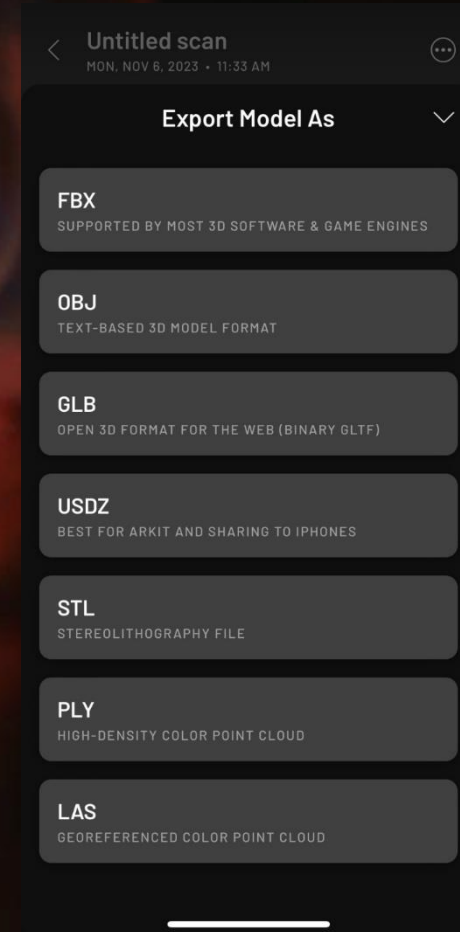 Untitled scan
MON, NOV 6, 2023 • 11:33 AM
Export Model As
FBX
SUPPORTED BY MOST 3D SOFTWARE & GAME ENGINES
OBJ
TEXT-BASED 3D MODEL FORMAT
GLB
OPEN 3D FORMAT FOR THE WEB (BINARY GLTF)
USDZ
BEST FOR ARKIT AND SHARING TO IPHONES
STL
STEREOLITHOGRAPHY FILE
PLY
HIGH-DENSITY COLOR POINT CLOUD
LAS
GEOREFERENCED COLOR POINT CLOUD